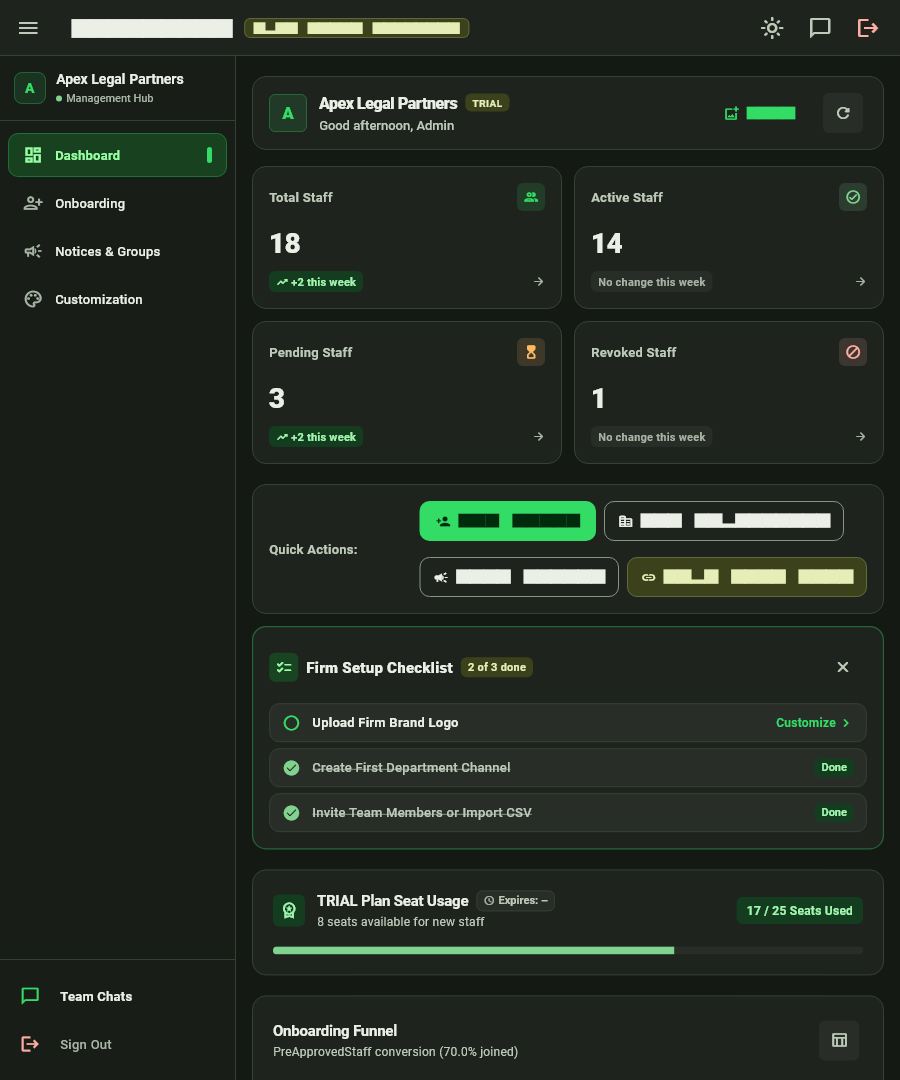 Apex Legal Partners
Management Hub
A
Dashboard
Onboarding
Notices & Groups
Customization
Team Chats
Sign Out
A
Apex Legal Partners
TRIAL
Good afternoon, Admin
Total Staff
18
+2 this week
Active Staff
14
No change this week
Pending Staff
3
+2 this week
Revoked Staff
1
No change this week
Quick Actions:
Firm Setup Checklist
2 of 3 done
Upload Firm Brand Logo
Customize
Create First Department Channel
Done
Invite Team Members or Import CSV
Done
TRIAL Plan Seat Usage
Expires: –
8 seats available for new staff
17 / 25 Seats Used
Onboarding Funnel
PreApprovedStaff conversion (70.0% joined)